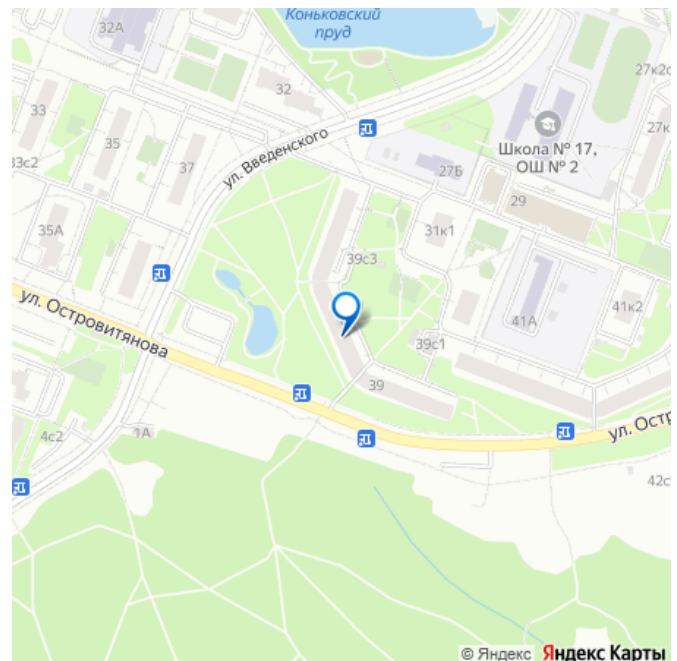 Коньковский
пруд
32А
32
27к2с
33
35
37
33с2
ул. Введенского
Школа № 17,
ОШ № 2
27к
27Б
29
35А
31к1
39с3
41А
41к2
ул. Островитянова
39с1
39
4с2
1А
ул. Остр
42с
© Яндекс Яндекс Карты